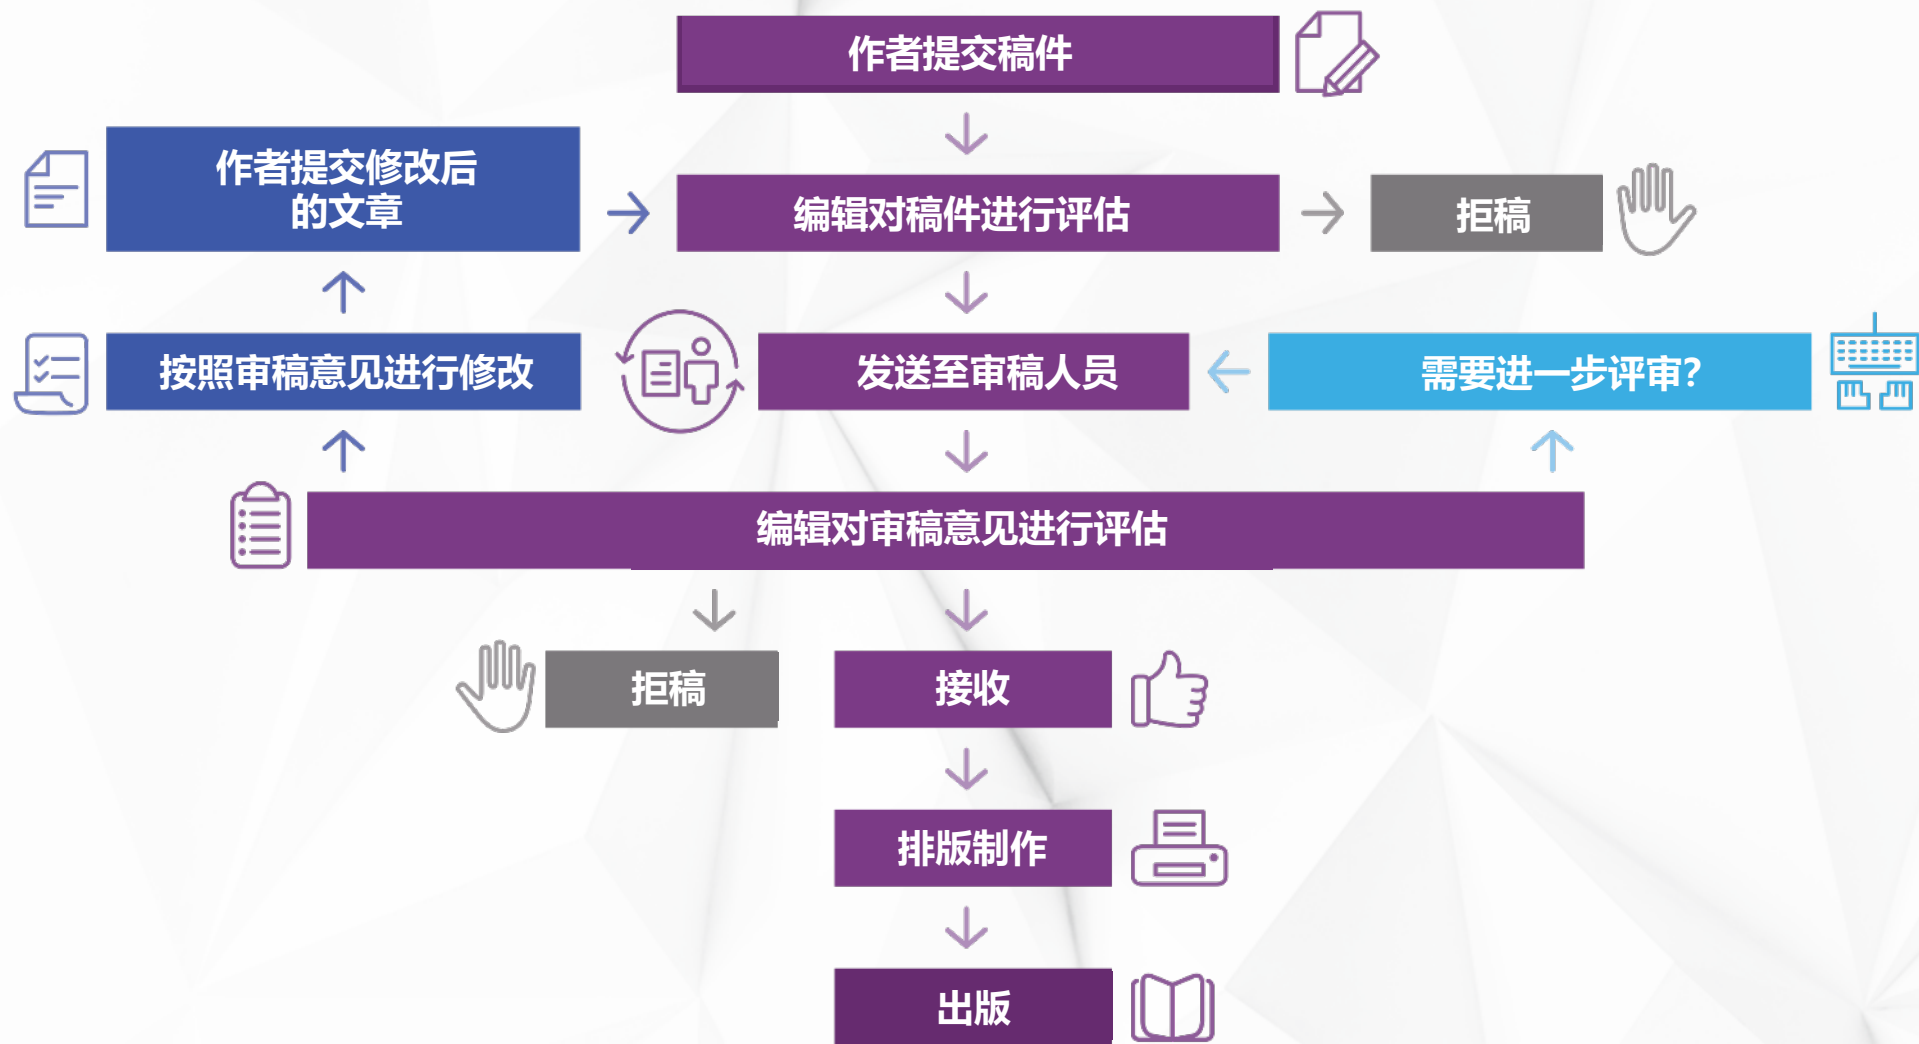 作者提交稿件
作者提交修改后
的文章
编辑对稿件进行评估
拒稿
按照审稿意见进行修改
发送至审稿人员
需要进一步评审?
编辑对审稿意见进行评估
拒稿
接收
排版制作
出版